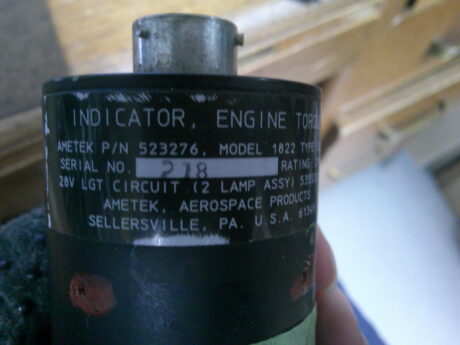 INDICATOR, ENGINE
AMETEK P/N 523276, MODEL 1822 TYPE
SERIAL NO. 278 RATING
28V LGT CIRCUIT (2 LAMP ASSY)
AMETEK, AEROSPACE PRODUCTS
SELLERSVILLE, PA. U.S.A.